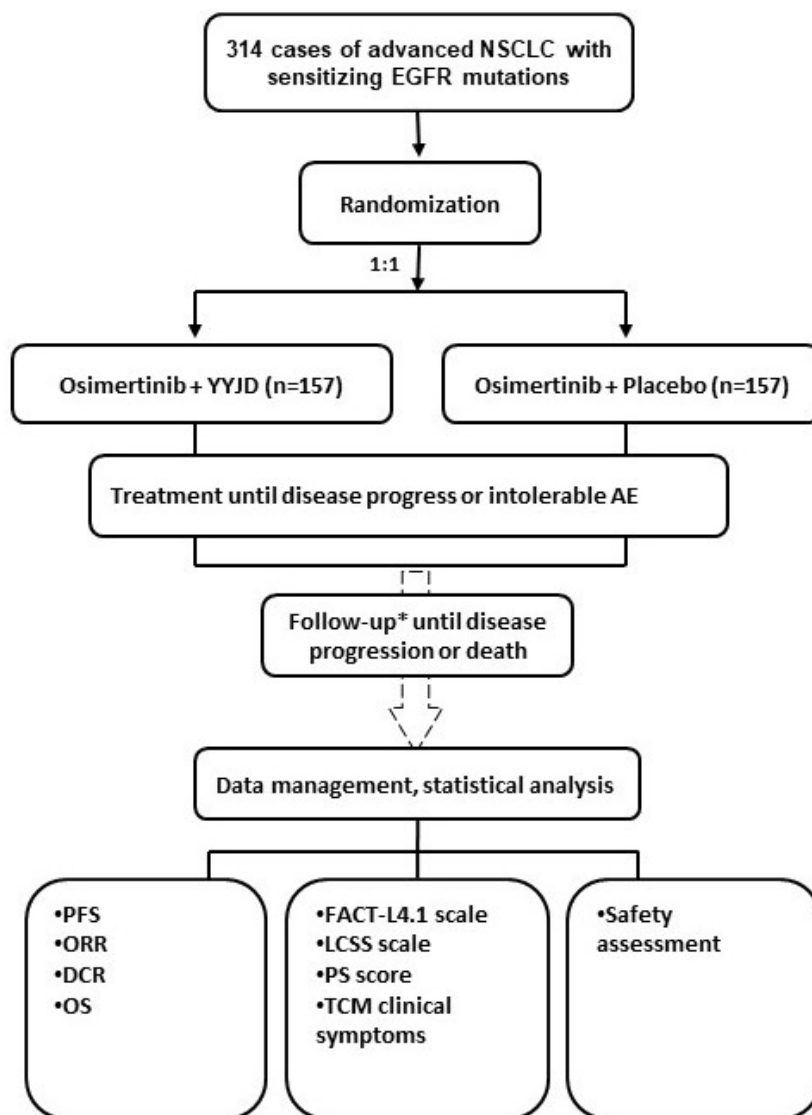 314 cases of advanced NSCLC with
sensitizing EGFR mutations
Randomization
1:1
Osimertinib + YYJD (n=157)
Osimertinib + Placebo (n=157)
Treatment until disease progress or intolerable AE
Follow-up* until disease
progression or death
Data management, statistical analysis
•PFS
•ORR
•DCR
•OS
•FACT-L4.1 scale
•LCSS scale
•PS score
•TCM clinical
symptoms
•Safety
assessment